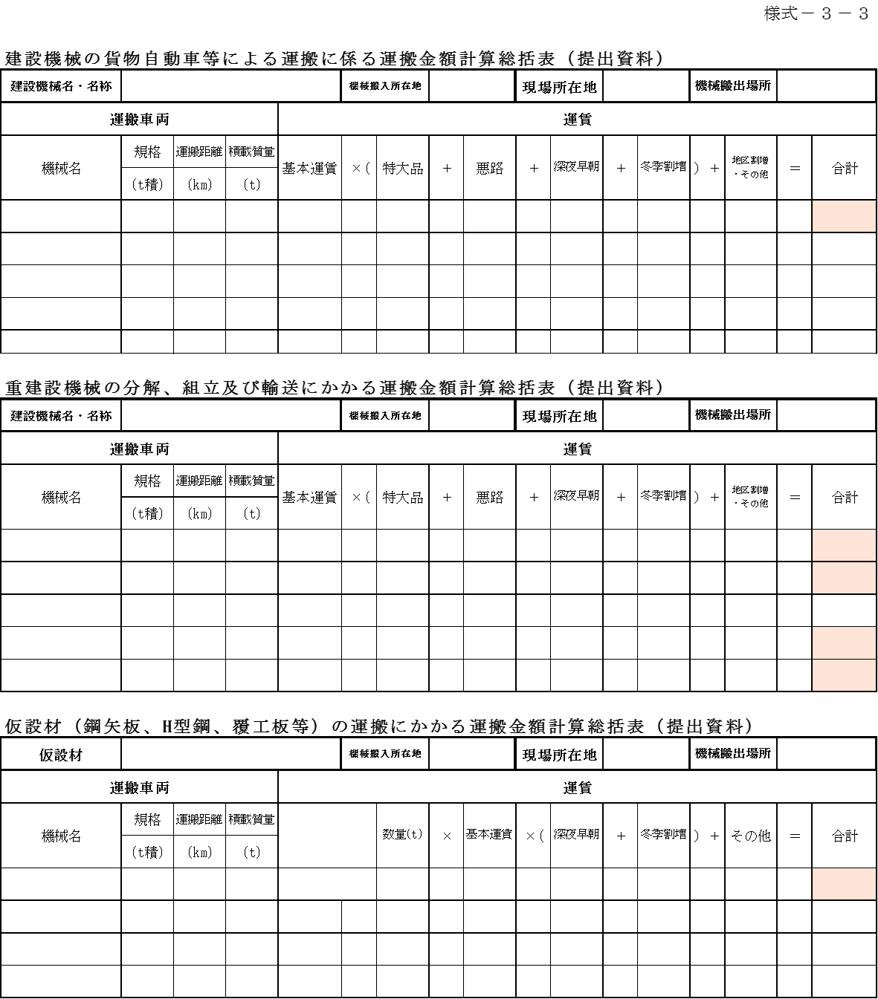 様式－３－３
建設機械の貨物自動車等による運搬に係る運搬金額計算総括表（提出資料）
建設機械名・名称 機械搬入所在地 現場所在地 機械搬出場所
運搬車両 運賃
機械名 規格 運搬距離 積載質量 基本運賃 ×( 特大品 + 悪路 + 深夜早朝 + 冬季割増 ) + 地区割増 = 合計
・その他
(t積) (km) (t)
重建設機械の分解、組立及び輸送にかかる運搬金額計算総括表（提出資料）
建設機械名・名称 機械搬入所在地 現場所在地 機械搬出場所
運搬車両 運賃
機械名 規格 運搬距離 積載質量 基本運賃 ×( 特大品 + 悪路 + 深夜早朝 + 冬季割増 ) + 地区割増 = 合計
・その他
(t積) (km) (t)
仮設材（鋼矢板、H型鋼、覆工板等）の運搬にかかる運搬金額計算総括表（提出資料）
仮設材 機械搬入所在地 現場所在地 機械搬出場所
運搬車両 運賃
機械名 規格 運搬距離 積載質量 数量(t) × 基本運賃 ×( 深夜早朝 + 冬季割増 ) + その他 = 合計
(t積) (km) (t)